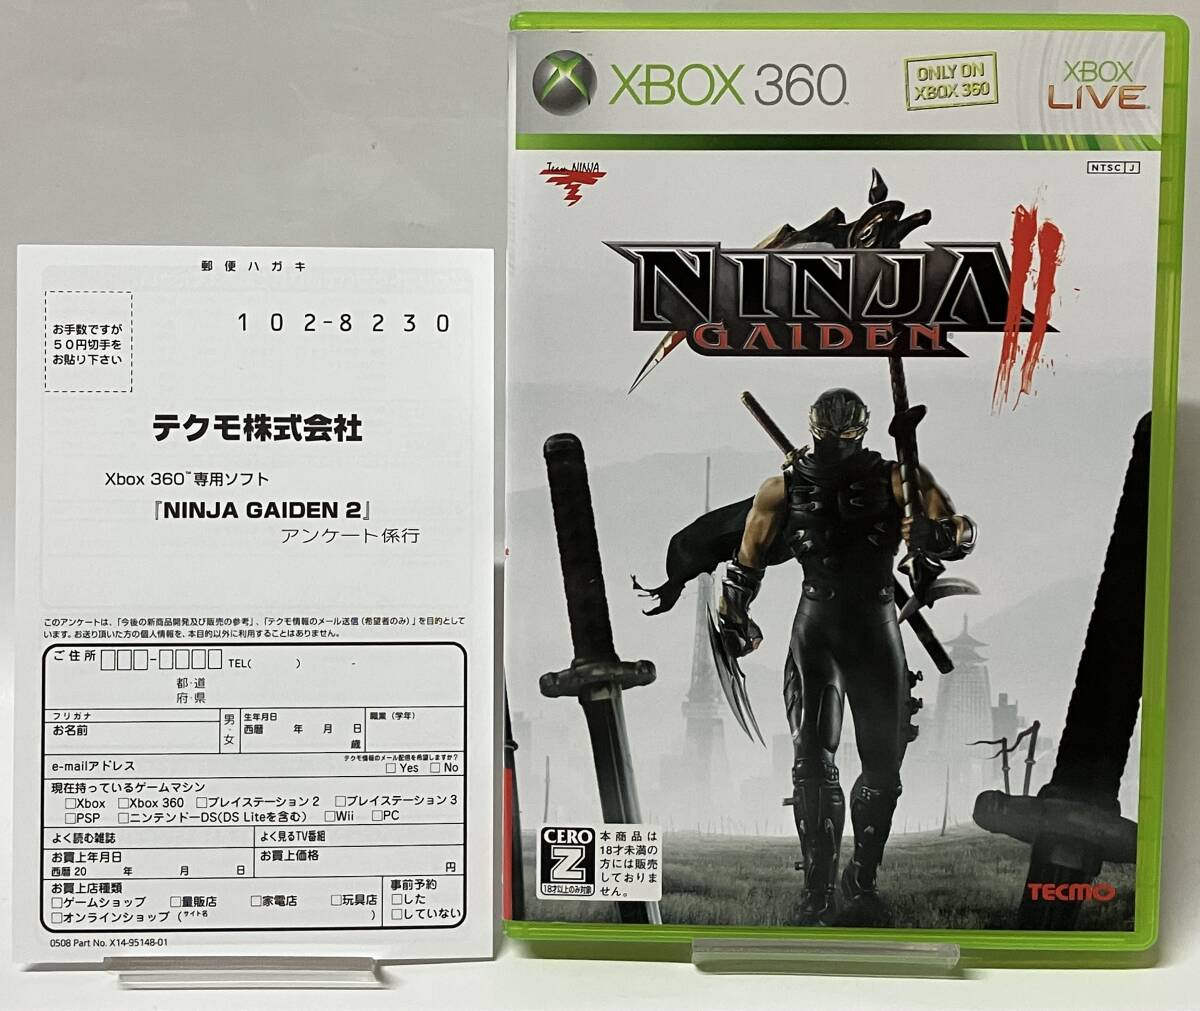 郵便ハガキ
お手数ですが
50円切手を
お貼り下さい
102-8230
テクモ株式会社
Xbox 360™専用ソフト
『NINJA GAIDEN 2』
アンケート係行
このアンケートは、「今後の新商品開発及び販売の参考」、「テクモ情報のメール送信(希望者のみ)」を目的として
います。お送り頂いた方の個人情報を、本目的以外に利用することはありません。
ご住所 □□□-□□□□ TEL( ) -
都・道
府・県
フリガナ
お名前
男・女
生年月日
西暦 年 月 日
歳
職業(学年)
e-mailアドレス
テクモ情報のメール配信を希望しますか?
□Yes □No
現在持っているゲームマシン
□Xbox □Xbox 360 □プレイステーション2 □プレイステーション3
□PSP □ニンテンドーDS(DS Liteを含む) □Wii □PC
よく読む雑誌
よく見るTV番組
お買上年月日
西暦20 年 月 日
お買上価格
円
お買上店種類
□ゲームショップ □量販店 □家電店 □玩具店
□オンラインショップ(サイト名 )
事前予約
□した
□していない
0508 Part No. X14-95148-01
XBOX 360™
ONLY ON
XBOX 360
XBOX
LIVE
Team NINJA
NTSC J
NINJA II
GAIDEN
CERO
Z
18才以上のみ対象
本商品は
18才未満の
方には販売
しておりま
せん。
TECMO